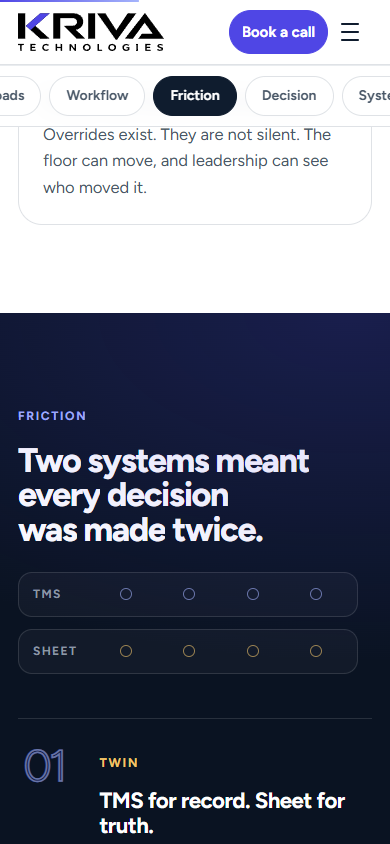 KRIVA
TECHNOLOGIES
Book a call
oads
Workflow
Friction
Decision
Syste
Overrides exist. They are not silent. The
floor can move, and leadership can see
who moved it.
FRICTION
Two systems meant
every decision
was made twice.
TMS
SHEET
01
TWIN
TMS for record. Sheet for
truth.